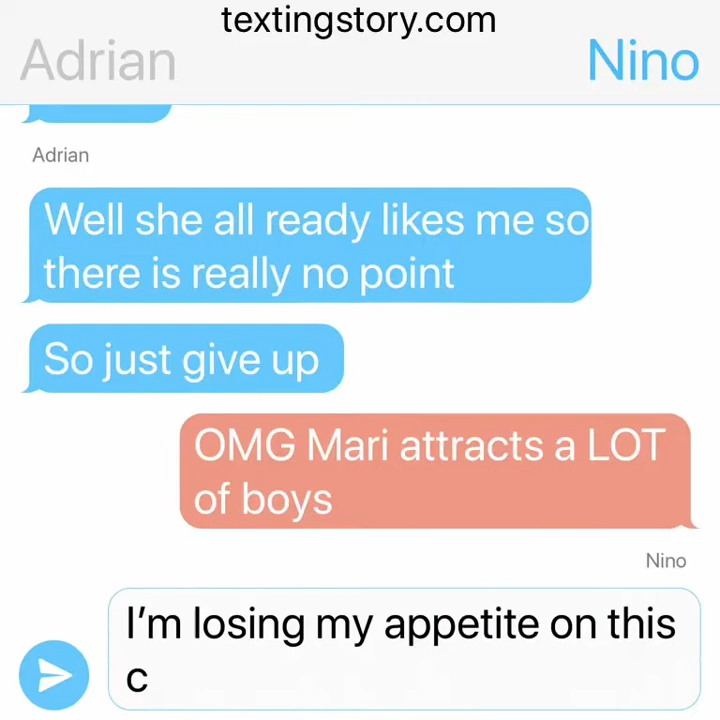 textingstory.com
Adrian
Nino
Adrian
Well she all ready likes me so
there is really no point
So just give up
OMG Mari attracts a LOT
of boys
Nino
I’m losing my appetite on this
c